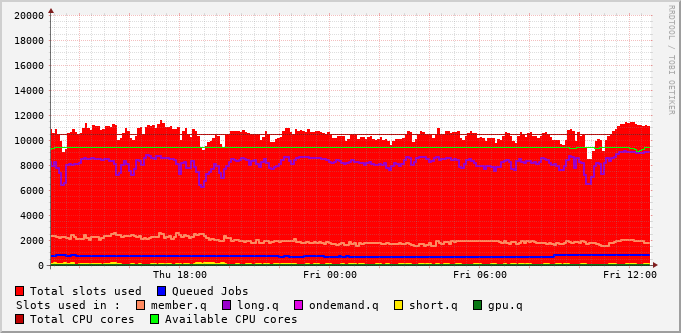 RRDTOOL / TOBI OETIKER
20000
18000
16000
14000
12000
10000
8000
6000
4000
2000
0
Thu 18:00 Fri 00:00 Fri 06:00 Fri 12:00
Total slots used Queued Jobs
Slots used in : member.q long.q ondemand.q short.q gpu.q
Total CPU cores Available CPU cores